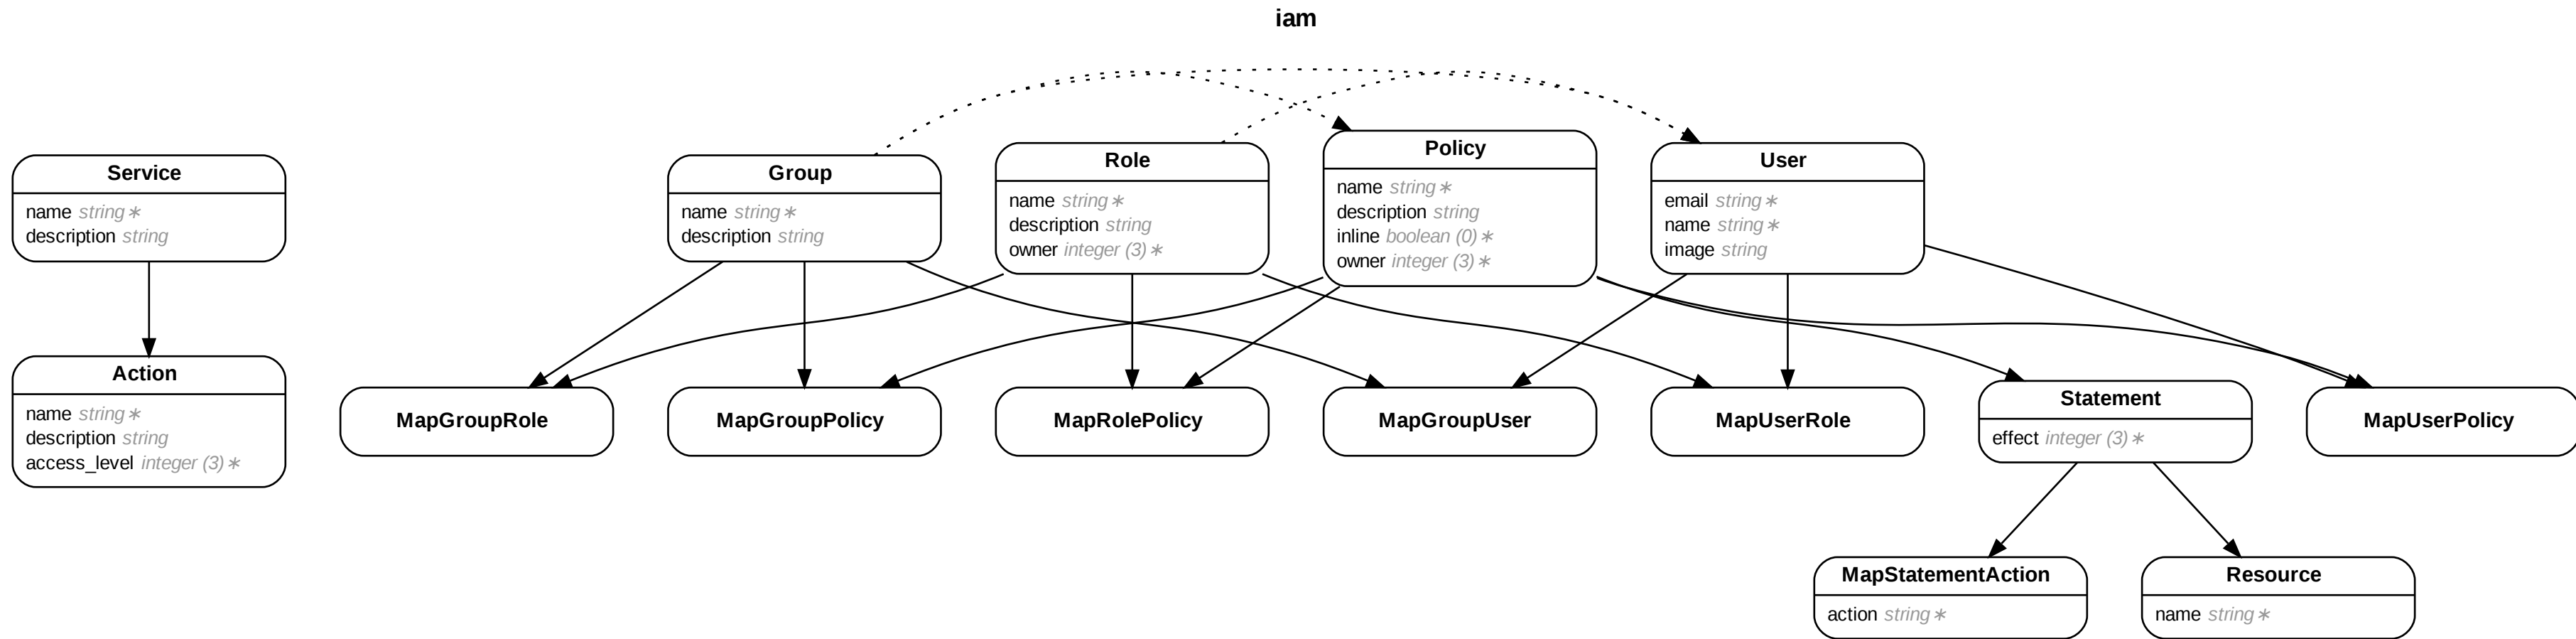 iam
Service
name string∗
description string
Group
name string∗
description string
Role
name string∗
description string
owner integer (3)∗
Policy
name string∗
description string
inline boolean (0)∗
owner integer (3)∗
User
email string∗
name string∗
image string
Action
name string∗
description string
access_level integer (3)∗
MapGroupRole
MapGroupPolicy
MapRolePolicy
MapGroupUser
MapUserRole
Statement
effect integer (3)∗
MapUserPolicy
MapStatementAction
action string∗
Resource
name string∗